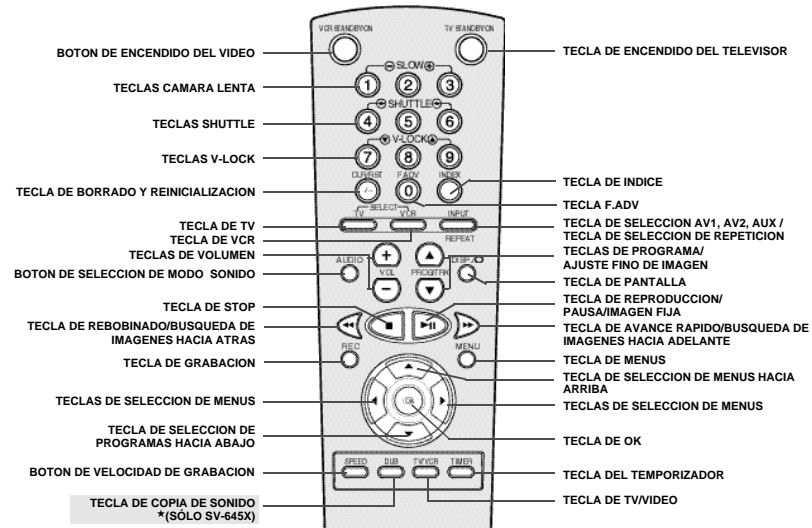 VCR STANDBY/ON
TV STANDBY/ON
BOTON DE ENCENDIDO DEL VIDEO
TECLA DE ENCENDIDO DEL TELEVISOR
SLOW
TECLAS CAMARA LENTA
1 2 3
SHUTTLE
TECLAS SHUTTLE
4 5 6
V-LOCK
TECLAS V-LOCK
7 8 9
CLR/RST F.ADV INDEX
TECLA DE BORRADO Y REINICIALIZACION
-/-- 0
TECLA DE INDICE
TECLA F.ADV
SELECT
TV VCR INPUT
TECLA DE TV
TECLA DE VCR
TECLA DE SELECCION AV1, AV2, AUX /
TECLA DE SELECCION DE REPETICION
REPEAT
TECLAS DE VOLUMEN
TECLAS DE PROGRAMA/
AJUSTE FINO DE IMAGEN
AUDIO VOL PROG/TRK
BOTON DE SELECCION DE MODO SONIDO
TECLA DE PANTALLA
TECLA DE STOP
TECLA DE REPRODUCCION/
PAUSA/IMAGEN FIJA
TECLA DE REBOBINADO/BUSQUEDA DE
IMAGENES HACIA ATRAS
TECLA DE AVANCE RAPIDO/BUSQUEDA DE
IMAGENES HACIA ADELANTE
REC MENU
TECLA DE GRABACION
TECLA DE MENUS
TECLA DE SELECCION DE MENUS HACIA
ARRIBA
TECLAS DE SELECCION DE MENUS
OK
TECLAS DE SELECCION DE MENUS
TECLA DE SELECCION DE
PROGRAMAS HACIA ABAJO
TECLA DE OK
SPEED DUB TV/VCR TIMER
BOTON DE VELOCIDAD DE GRABACION
TECLA DEL TEMPORIZADOR
TECLA DE COPIA DE SONIDO
★(SÓLO SV-645X)
TECLA DE TV/VIDEO